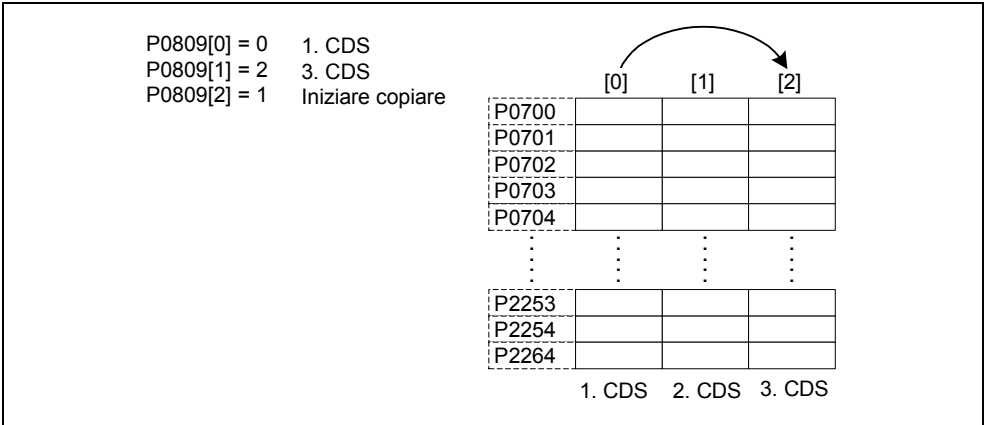 P0809[0] = 0 1. CDS
P0809[1] = 2 3. CDS
P0809[2] = 1 Iniziare copiare
[0] [1] [2]
P0700
P0701
P0702
P0703
P0704
P2253
P2254
P2264
1. CDS 2. CDS 3. CDS